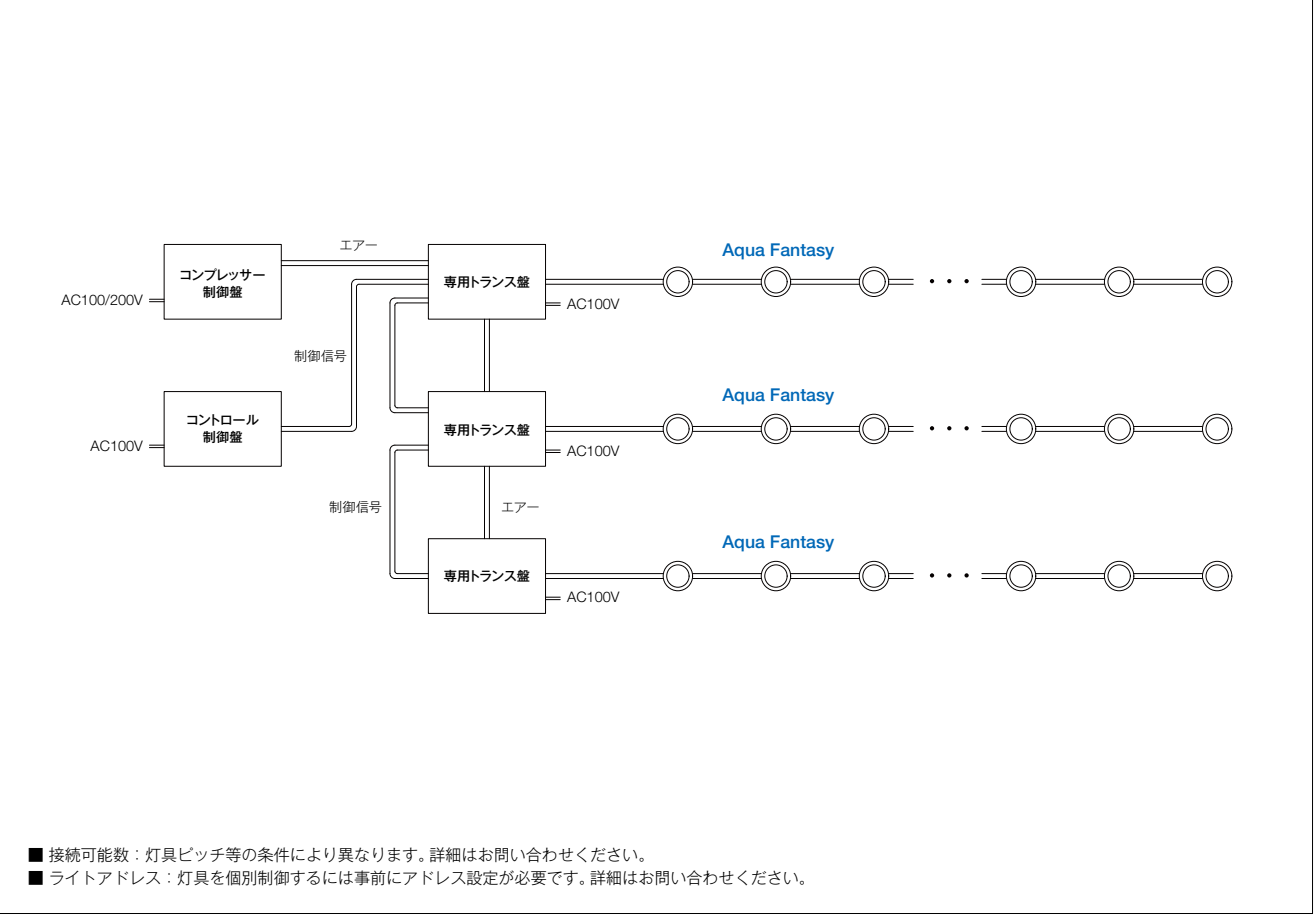 エアー
Aqua Fantasy
コンプレッサー
制御盤
専用トランス盤
AC100/200V
AC100V
制御信号
Aqua Fantasy
コントロール
制御盤
専用トランス盤
AC100V
AC100V
制御信号
エアー
Aqua Fantasy
専用トランス盤
AC100V
■ 接続可能数：灯具ピッチ等の条件により異なります。詳細はお問い合わせください。
■ ライトアドレス：灯具を個別制御するには事前にアドレス設定が必要です。詳細はお問い合わせください。